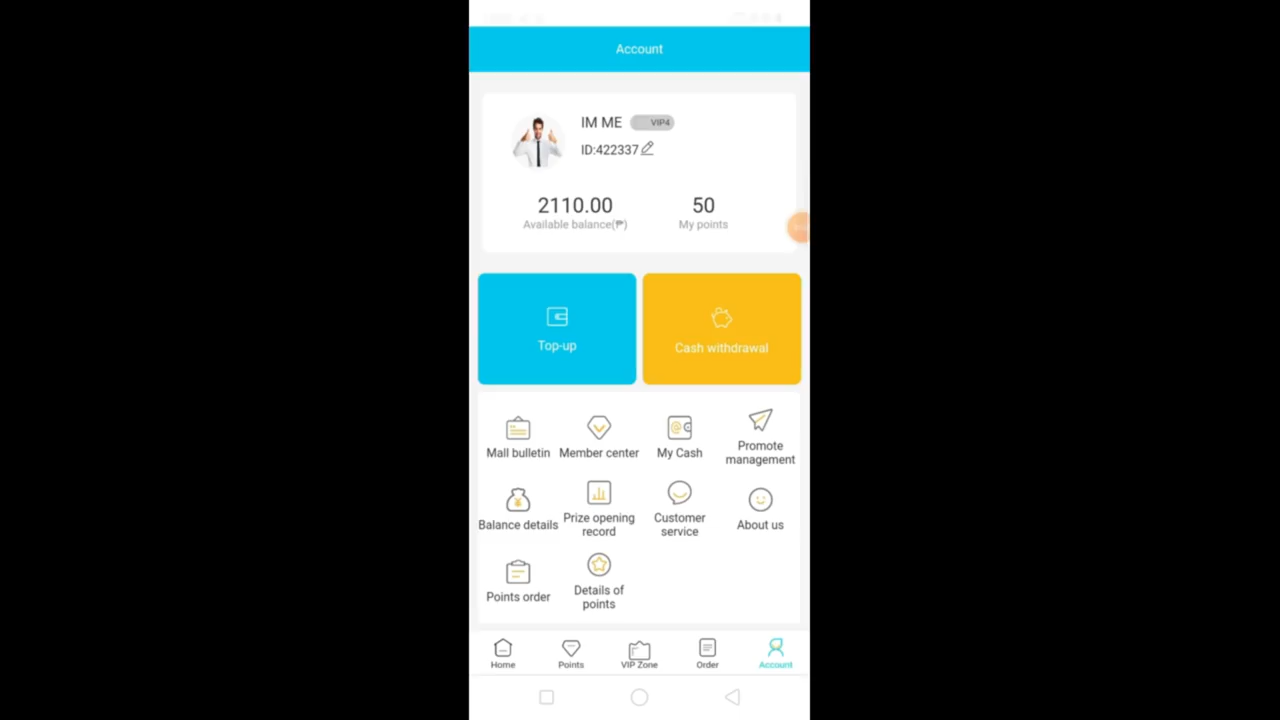 Account
IM ME VIP4
ID:422337
2110.00 50
Available balance(₱) My points
Top-up Cash withdrawal
Mall bulletin Member center My Cash Promote
management
Balance details Prize opening
record Customer
service About us
Points order Details of
points
Home Points VIP Zone Order Account